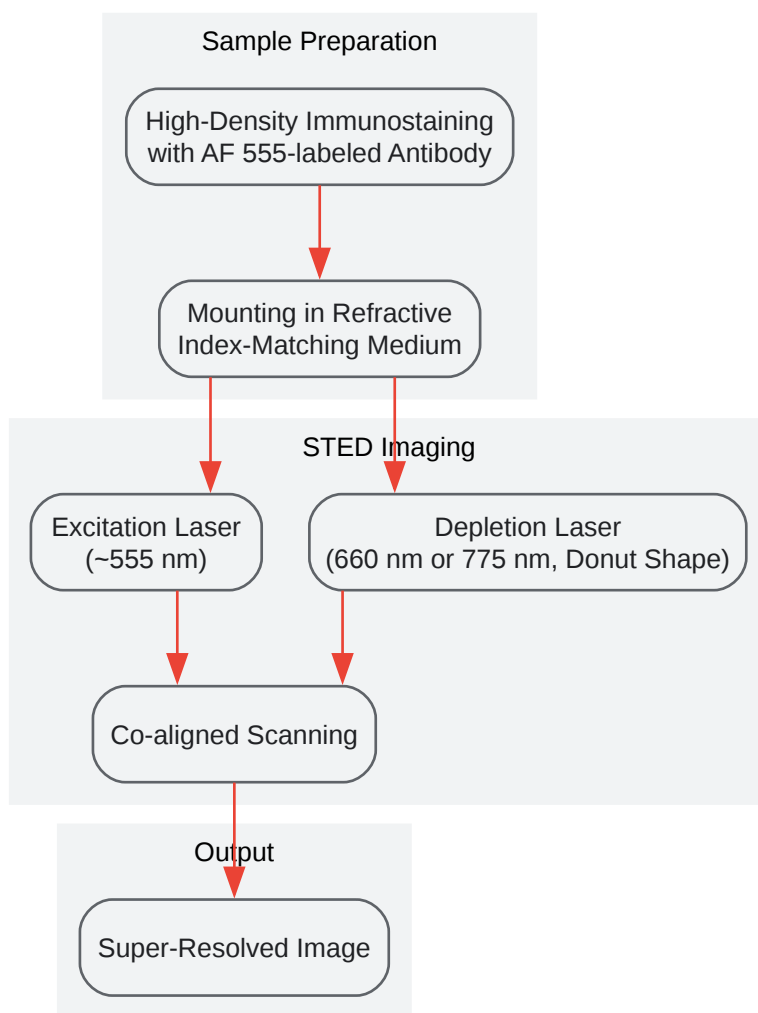 Sample Preparation
High-Density Immunostaining
with AF 555-labeled Antibody
Mounting in Refractive
Index-Matching Medium
STED Imaging
Excitation Laser
(~555 nm)
Depletion Laser
(660 nm or 775 nm, Donut Shape)
Co-aligned Scanning
Output
Super-Resolved Image